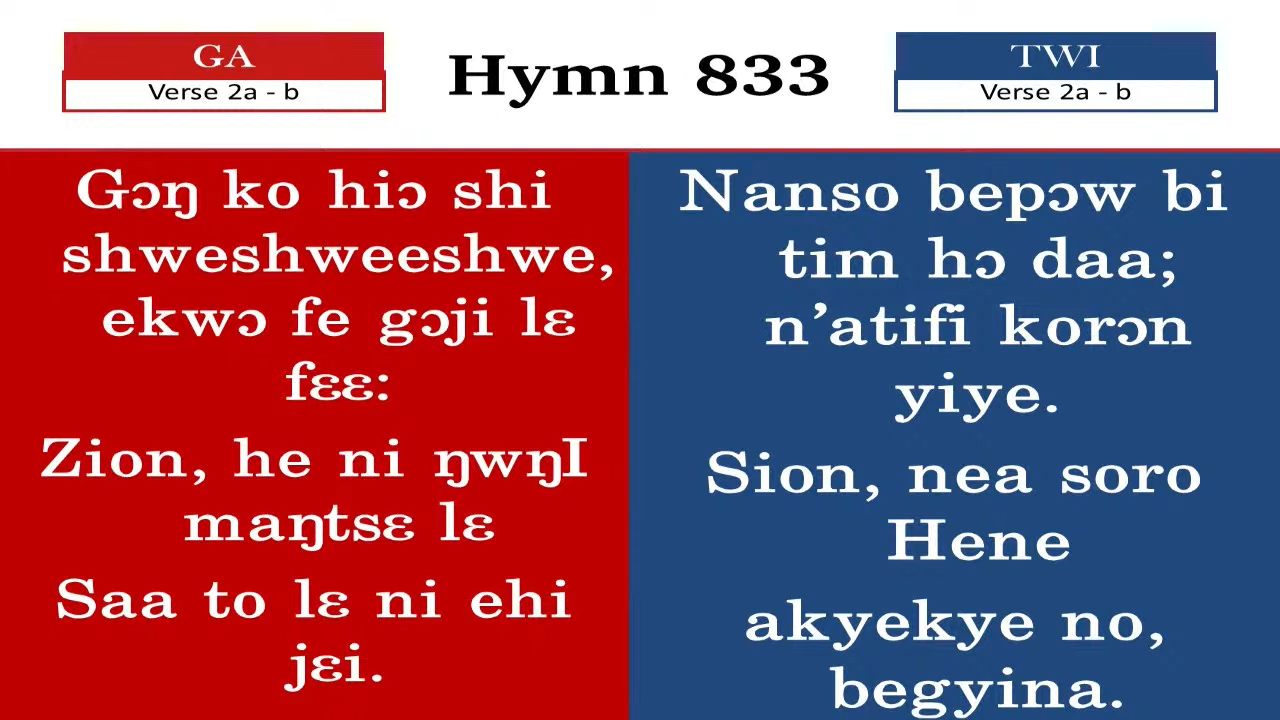 GA
Verse 2a - b
Hymn 833
TWI
Verse 2a - b
Gɔŋ ko hiɔ shi
shweshweeshwe,
ekwɔ fe gɔji lɛ
fɛɛ:
Zion, he ni ŋwŋI
maŋtsɛ lɛ
Saa to lɛ ni ehi
jɛi.
Nanso bepɔw bi
tim hɔ daa;
n’atifi korɔn
yiye.
Sion, nea soro
Hene
akyekye no,
begyina.